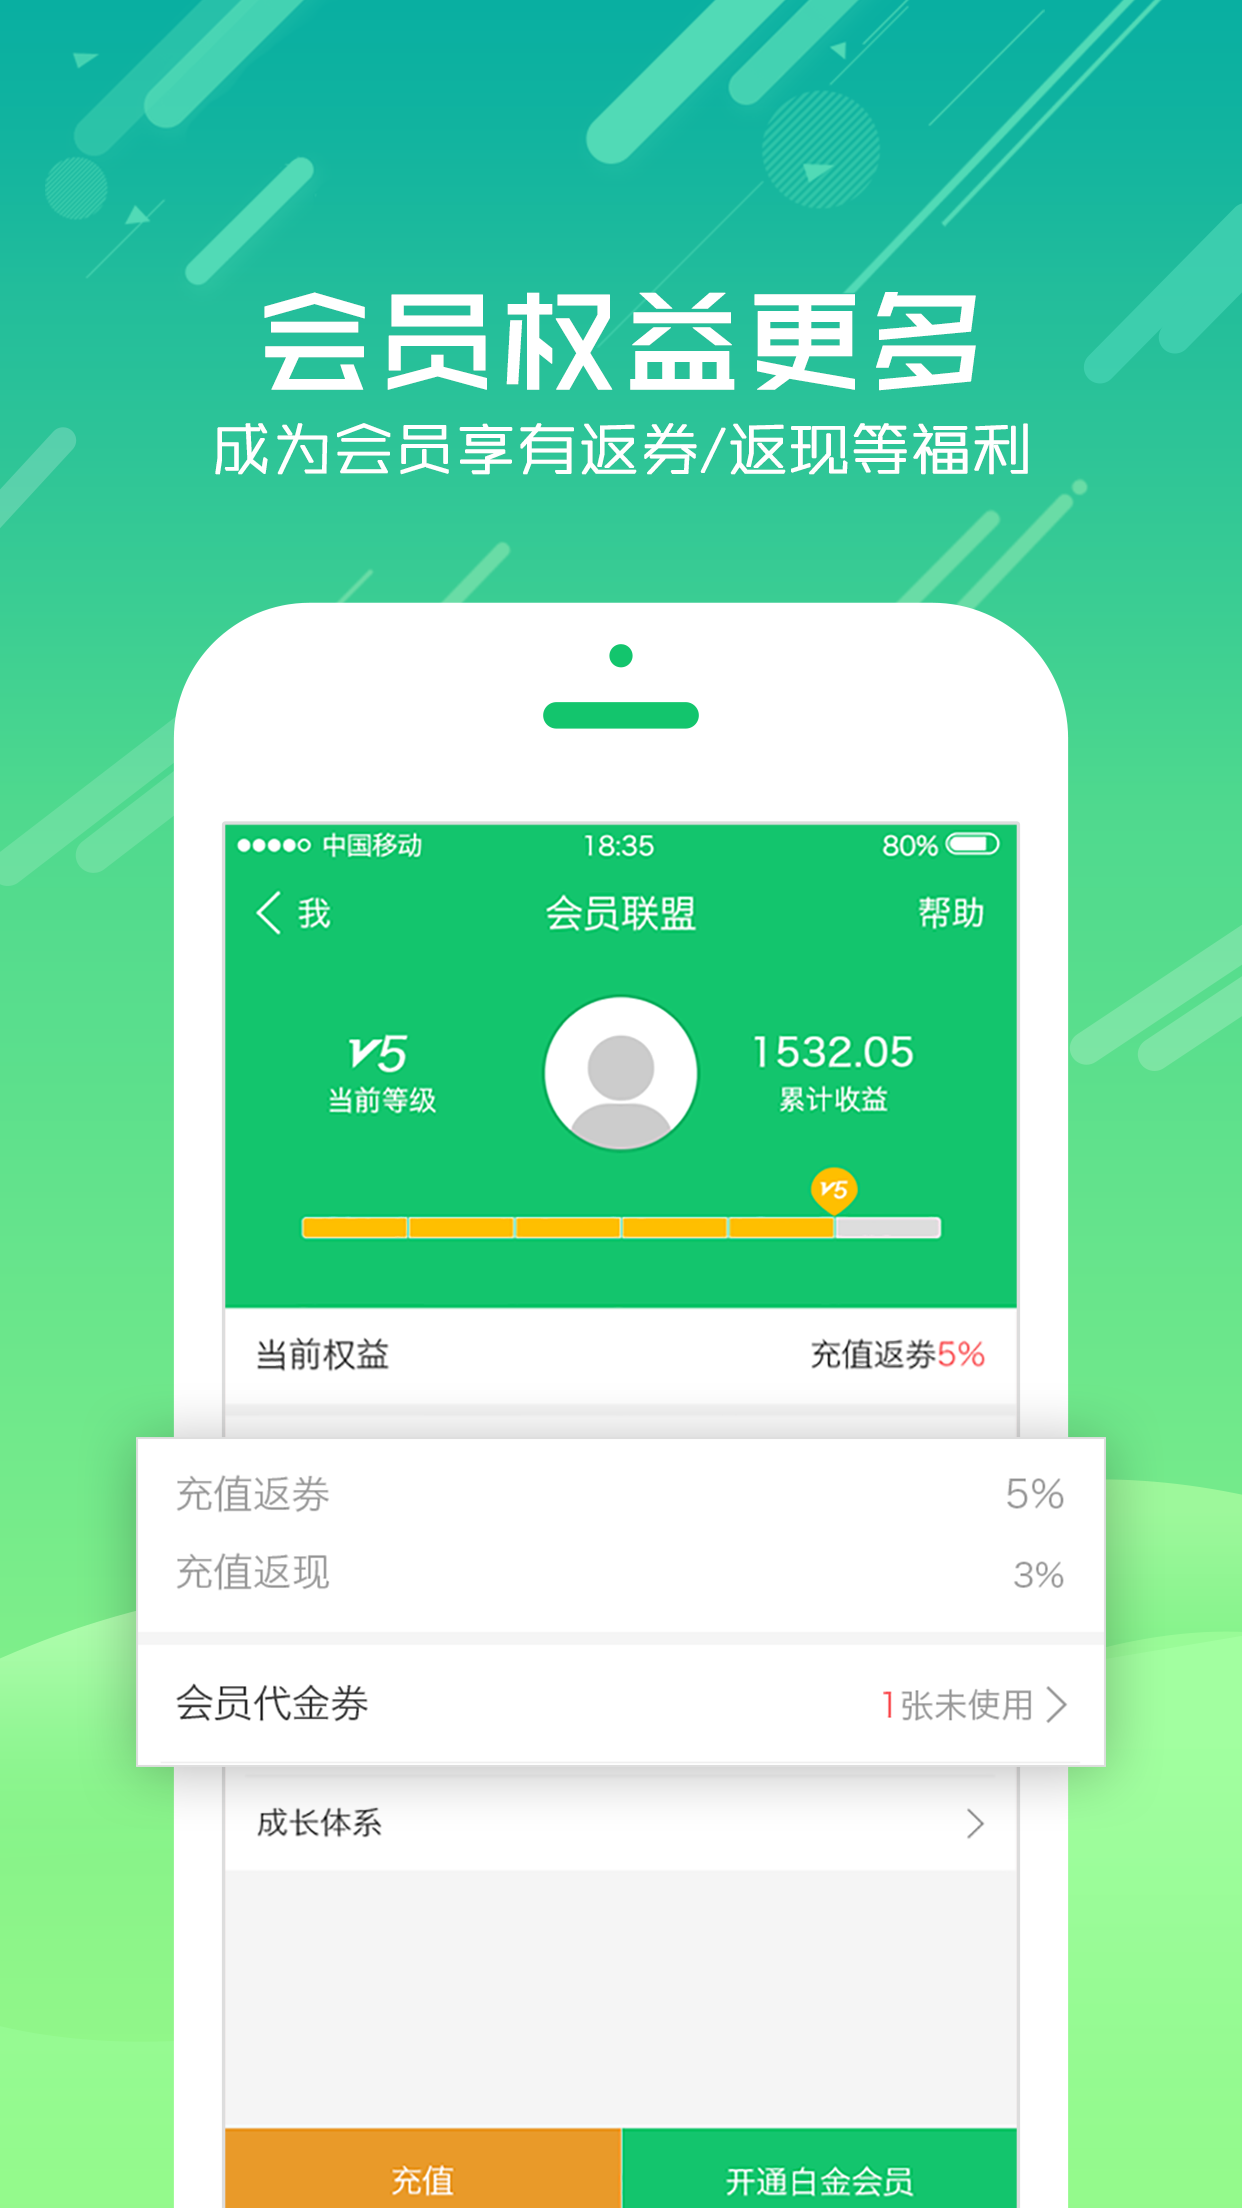 会员权益更多
成为会员享有返券/返现等福利
中国移动 18:35 80%
我 会员联盟 帮助
V5 1532.05
当前等级 累计收益
V5
当前权益 充值返券5%
充值返券 5%
充值返现 3%
会员代金券 1张未使用
成长体系
充值 开通白金会员